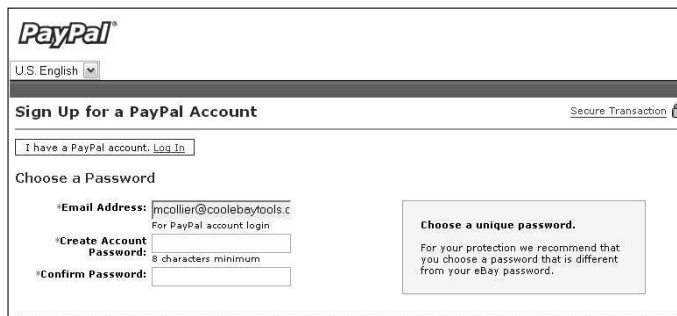 PayPal®
U.S. English
Sign Up for a PayPal Account
Secure Transaction
I have a PayPal account. Log In
Choose a Password
*Email Address: mcollier@coolebaytools.c
For PayPal account login
*Create Account
Password:
8 characters minimum
*Confirm Password:
Choose a unique password.
For your protection we recommend that
you choose a password that is different
from your eBay password.